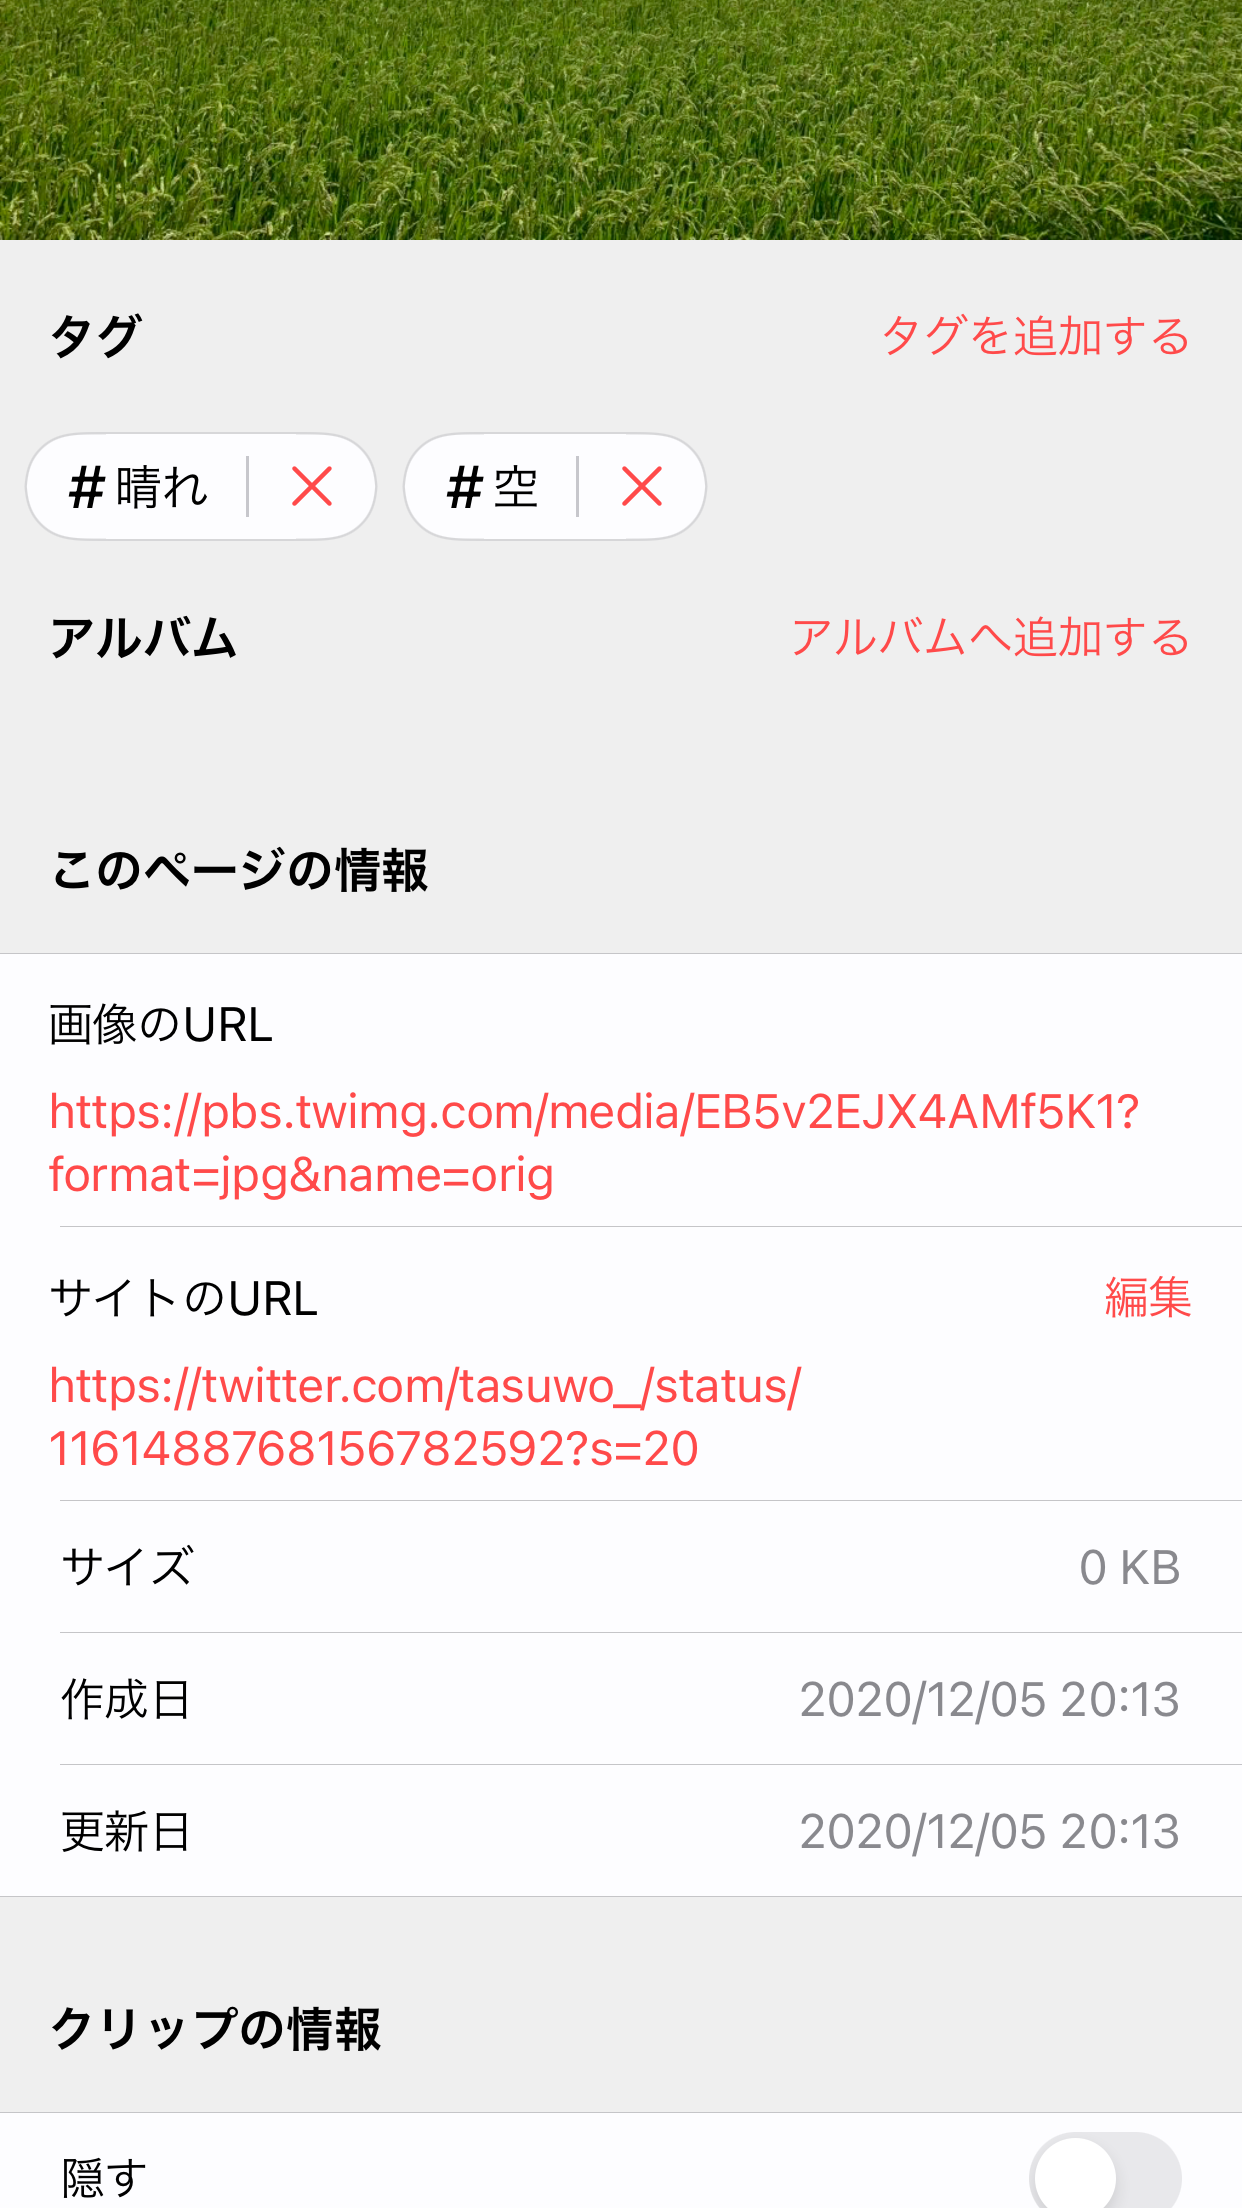 タグ タグを追加する
#晴れ #空
アルバム アルバムへ追加する
このページの情報
画像のURL
https://pbs.twimg.com/media/EB5v2EJX4AMf5K1?
format=jpg&name=orig
サイトのURL 編集
https://twitter.com/tasuwo_/status/
1161488768156782592?s=20
サイズ 0 KB
作成日 2020/12/05 20:13
更新日 2020/12/05 20:13
クリップの情報
隠す